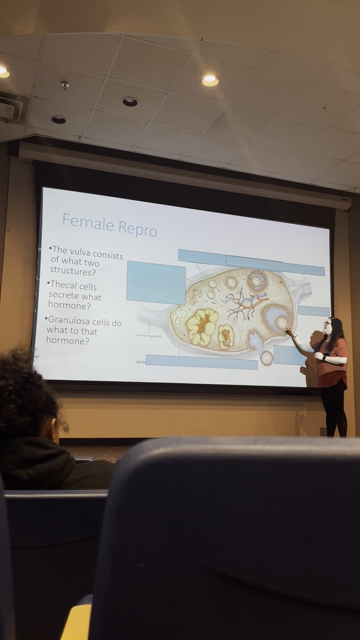 Female Repro
•The vulva consists
of what two
structures?
•Thecal cells
secrete what
hormone?
•Granulosa cells do
what to that
hormone?